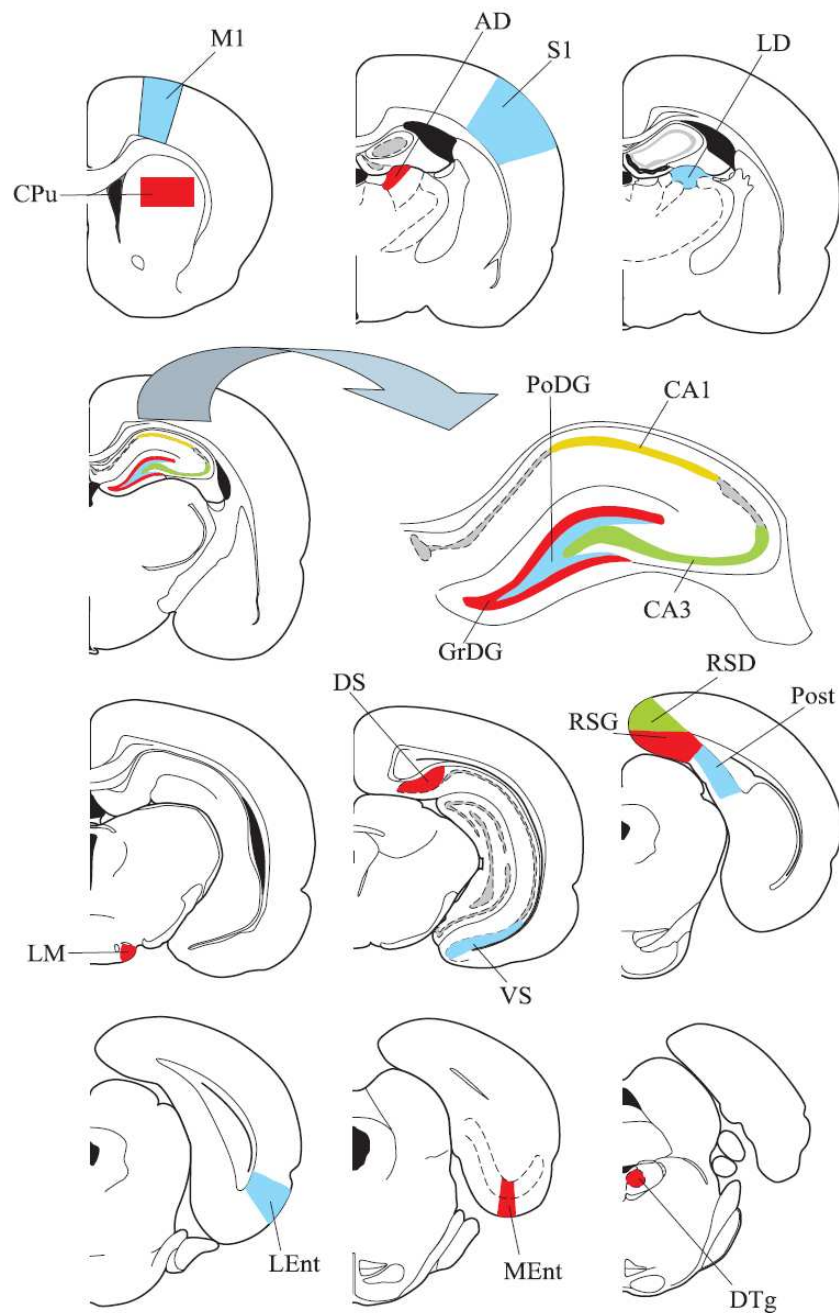 M1
AD
S1
LD
CPu
PoDG
CA1
CA3
GrDG
DS
RSD
RSG
Post
LM
VS
LEnt
MEnt
DTg